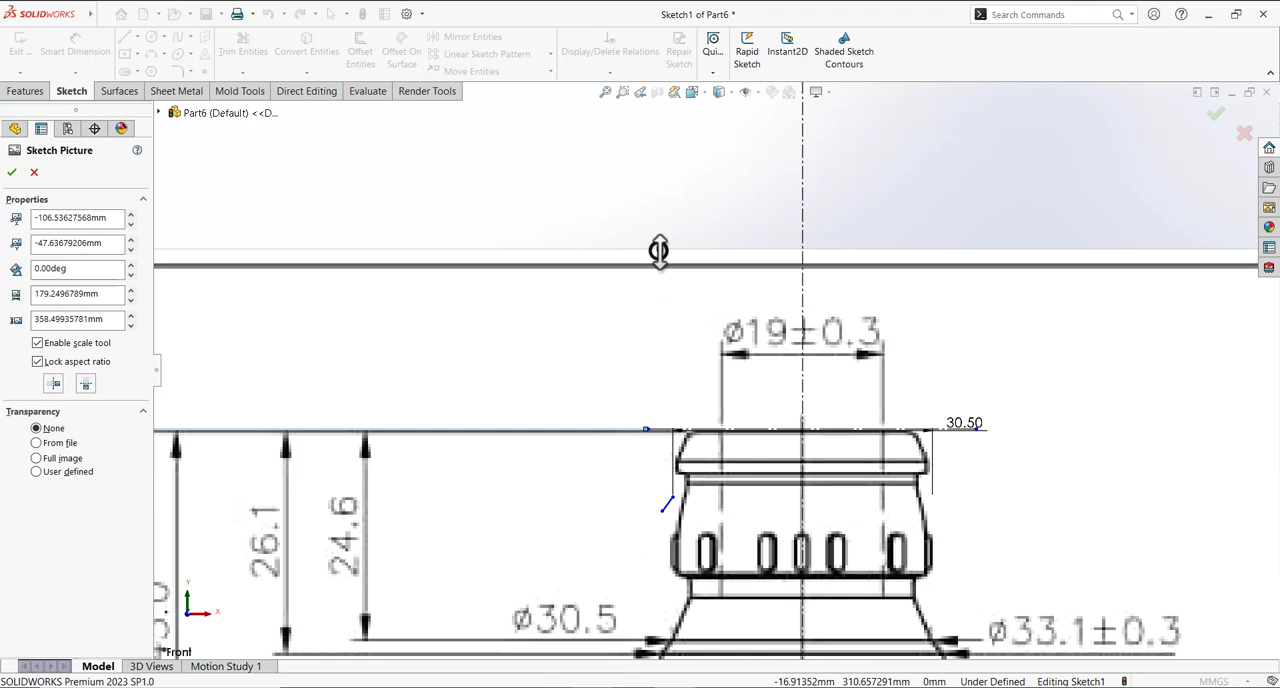 SOLIDWORKS
Sketch1 of Part6 *
Search Commands
Exit ...
Smart Dimension
Trim Entities
Convert Entities
Offset Entities
Offset On Surface
Mirror Entities
Linear Sketch Pattern
Move Entities
Display/Delete Relations
Repair Sketch
Qui...
Rapid Sketch
Instant2D
Shaded Sketch Contours
Features
Sketch
Surfaces
Sheet Metal
Mold Tools
Direct Editing
Evaluate
Render Tools
Part6 (Default) <<D...
Sketch Picture
Properties
-106.53627568mm
-47.63679206mm
0.00deg
179.2496789mm
358.49935781mm
Enable scale tool
Lock aspect ratio
Transparency
None
From file
Full image
User defined
ø19±0.3
30.50
26.1
24.6
ø30.5
ø33.1±0.3
Y
X
*Front
Model
3D Views
Motion Study 1
SOLIDWORKS Premium 2023 SP1.0
-16.91352mm
310.657291mm
0mm
Under Defined
Editing Sketch1
MMGS